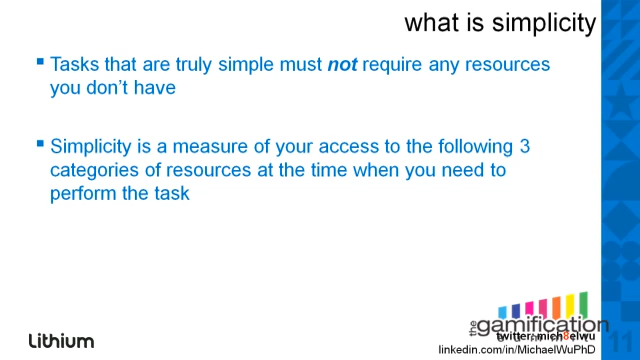 what is simplicity
Tasks that are truly simple must not require any resources
you don't have
Simplicity is a measure of your access to the following 3
categories of resources at the time when you need to
perform the task
the gamification
twitter: mich8elwu
linkedin.com/in/MichaelWuPhD
Lithium
11